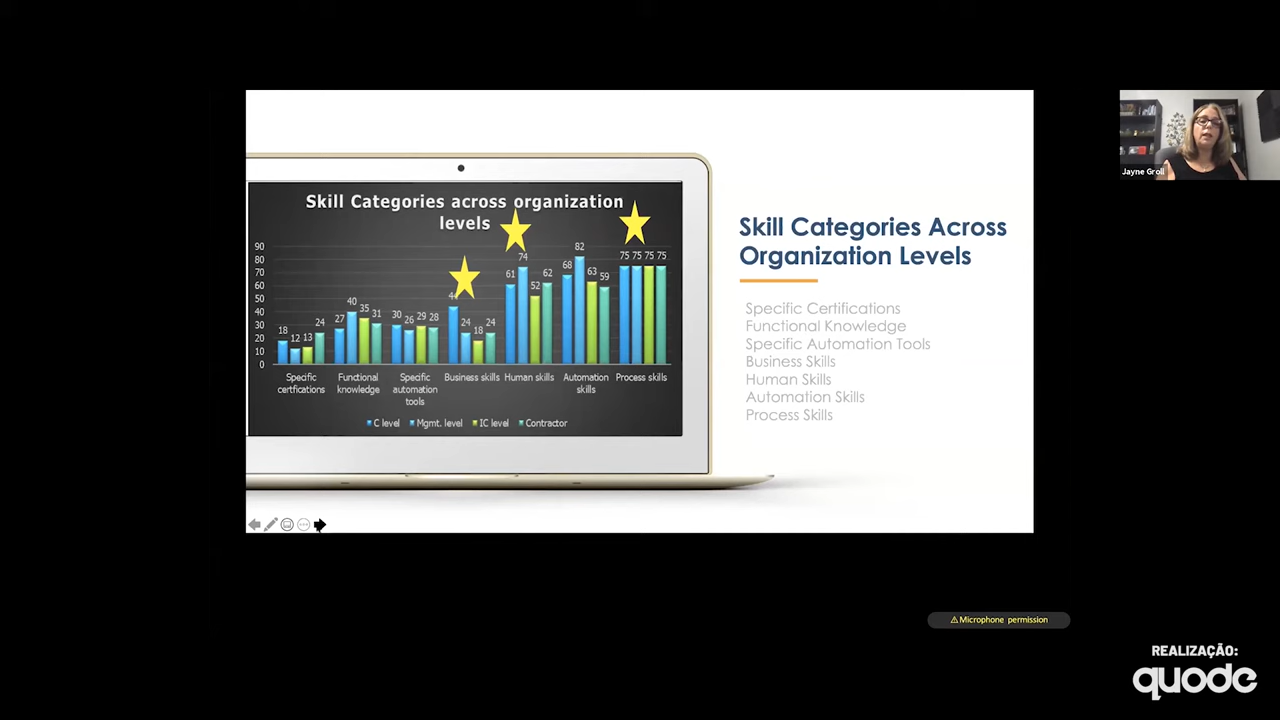 Skill Categories across organization
levels
90
80
70
60
50
40
30
20
10
0
18 12 13 24
27 40 35 31
30 26 29 28
24 18 24
61 74 52 62
68 82 63 59
75 75 75 75
Specific
certfications
Functional
knowledge
Specific
automation
tools
Business skills
Human skills
Automation
skills
Process skills
C level Mgmt. level IC level Contractor
Skill Categories Across
Organization Levels
Specific Certifications
Functional Knowledge
Specific Automation Tools
Business Skills
Human Skills
Automation Skills
Process Skills
Jayne Groll
Microphone permission
REALIZAÇÃO:
quode